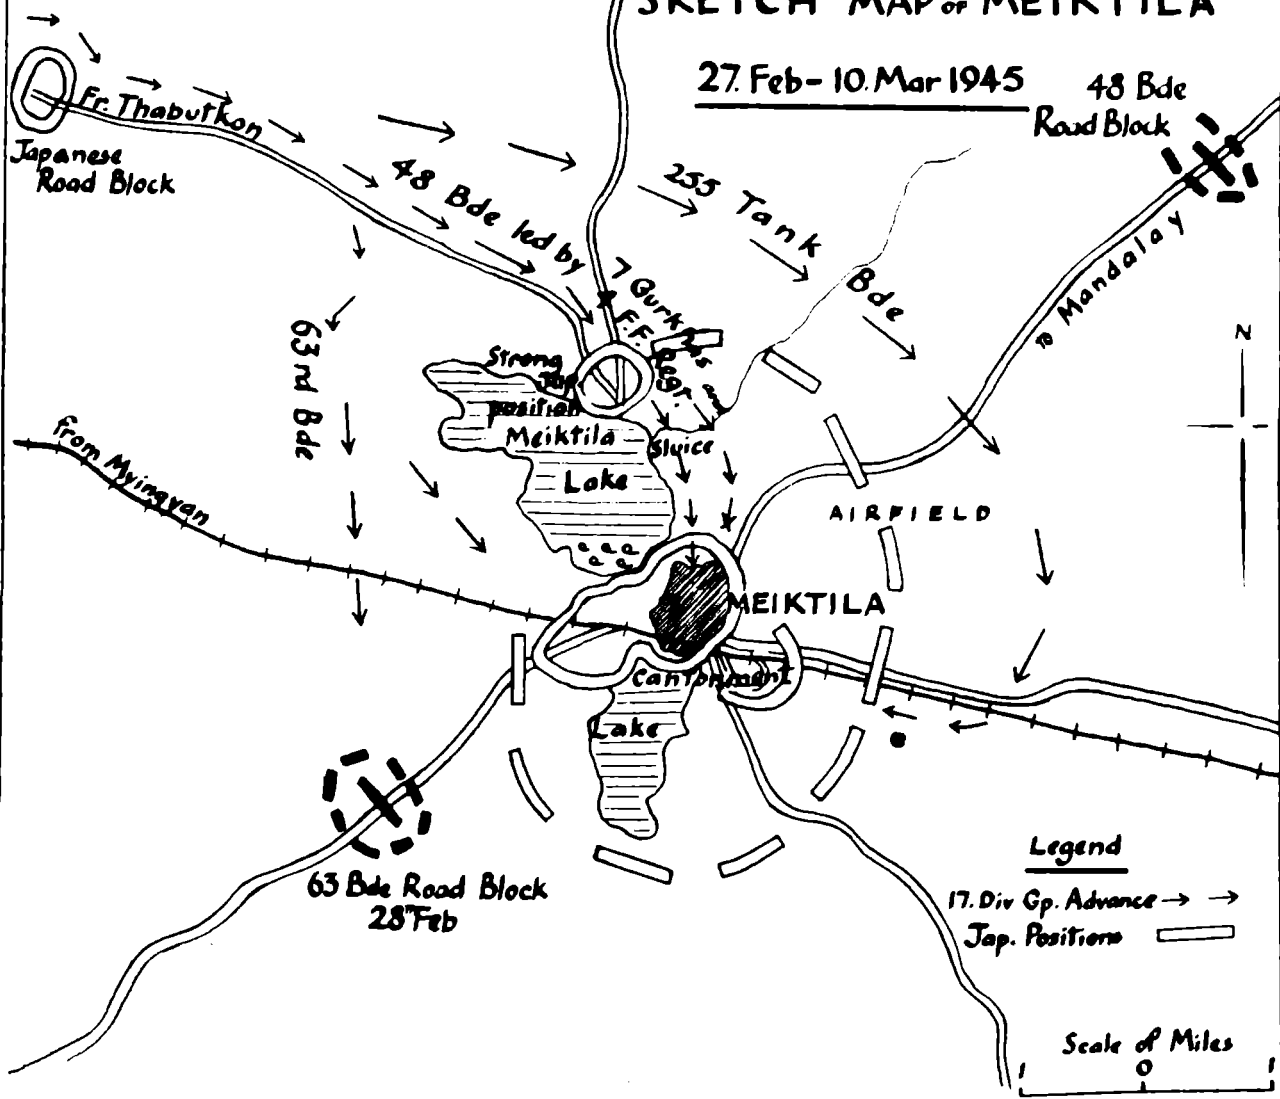 SKETCH MAP OF MEIKTILA
27. Feb - 10. Mar 1945
48 Bde
Road Block
Fr. Thabutkon
Japanese
Road Block
48 Bde led by
7 Gurkhas and
F.F. Regt.
255 Tank Bde
to Mandalay
N
63rd Bde
Strong
Jap
position
Meiktila
Lake
Sluice
from Myingyan
AIRFIELD
MEIKTILA
Cantonment
Lake
63 Bde Road Block
28 Feb
Legend
17. Div Gp. Advance
Jap. Positions
Scale of Miles
1 0 1